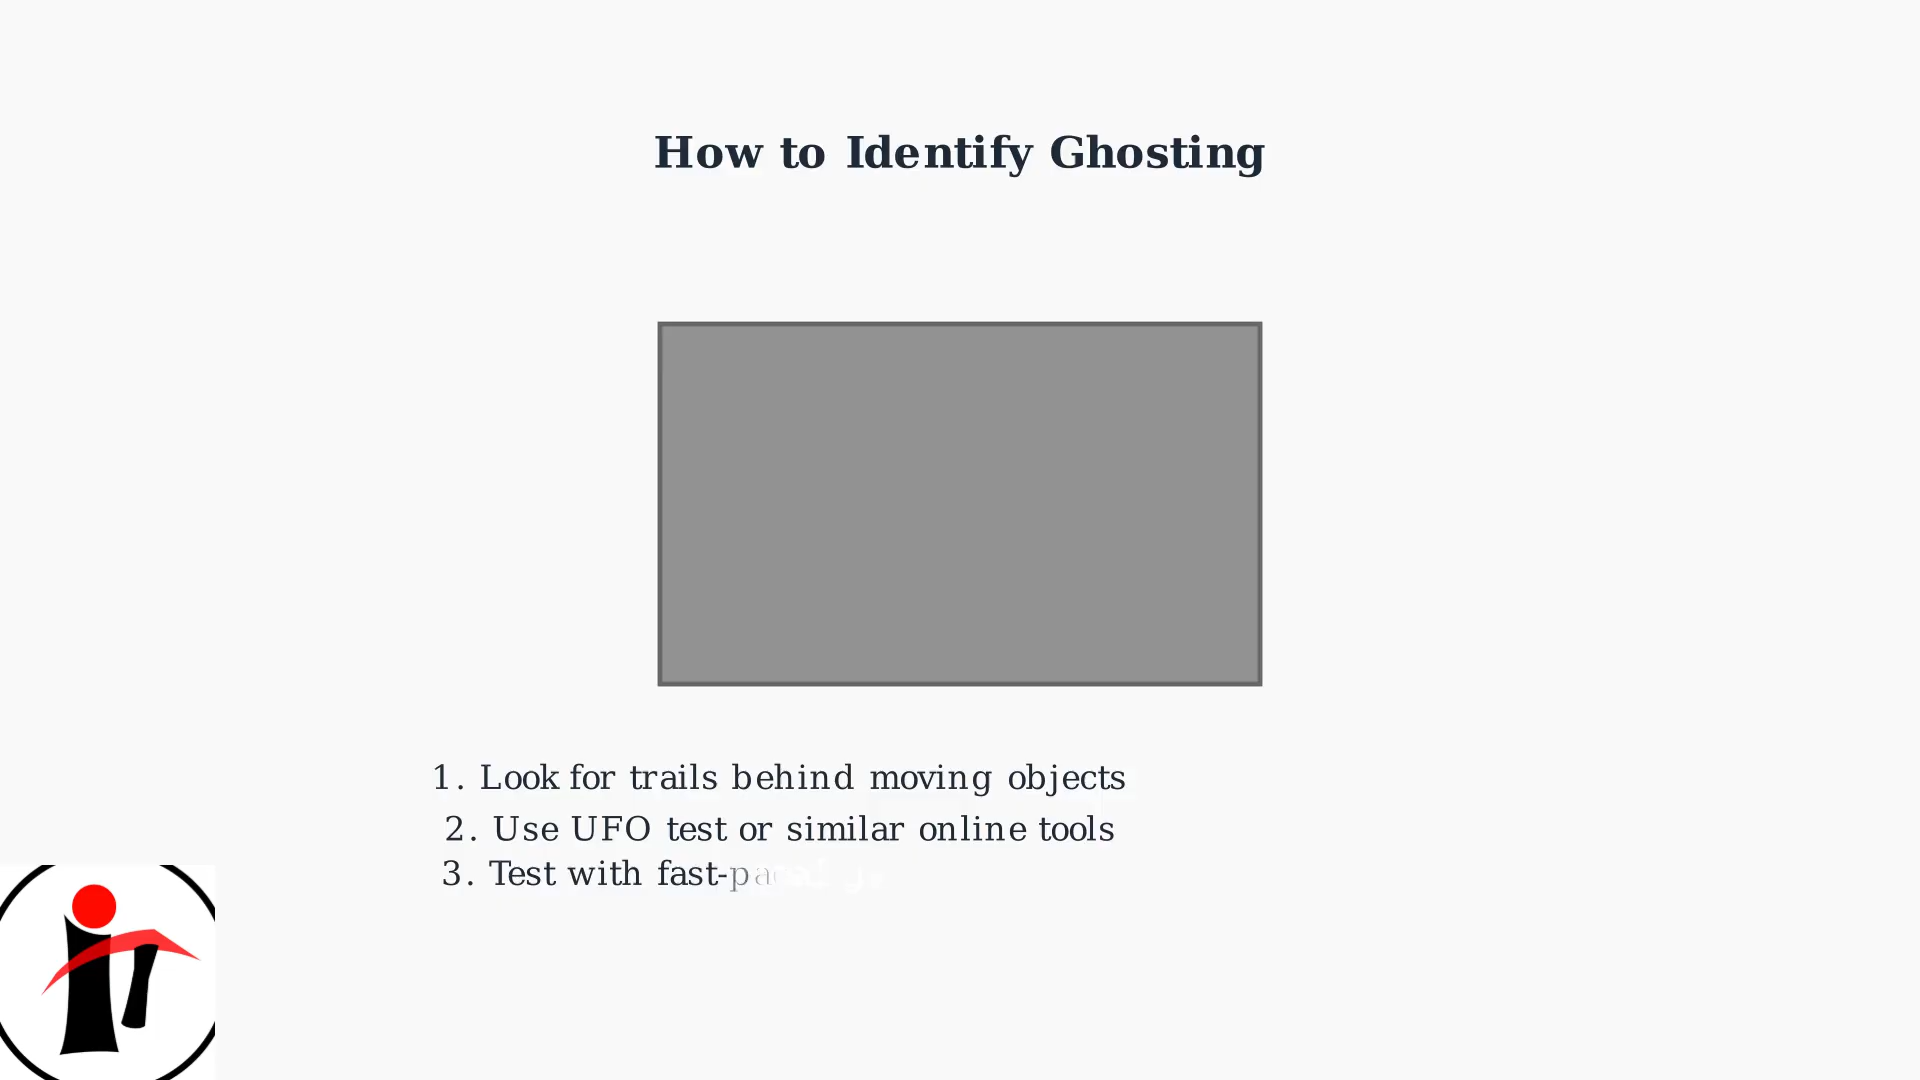 How to Identify Ghosting
1. Look for trails behind moving objects
2. Use UFO test or similar online tools
3. Test with fast-